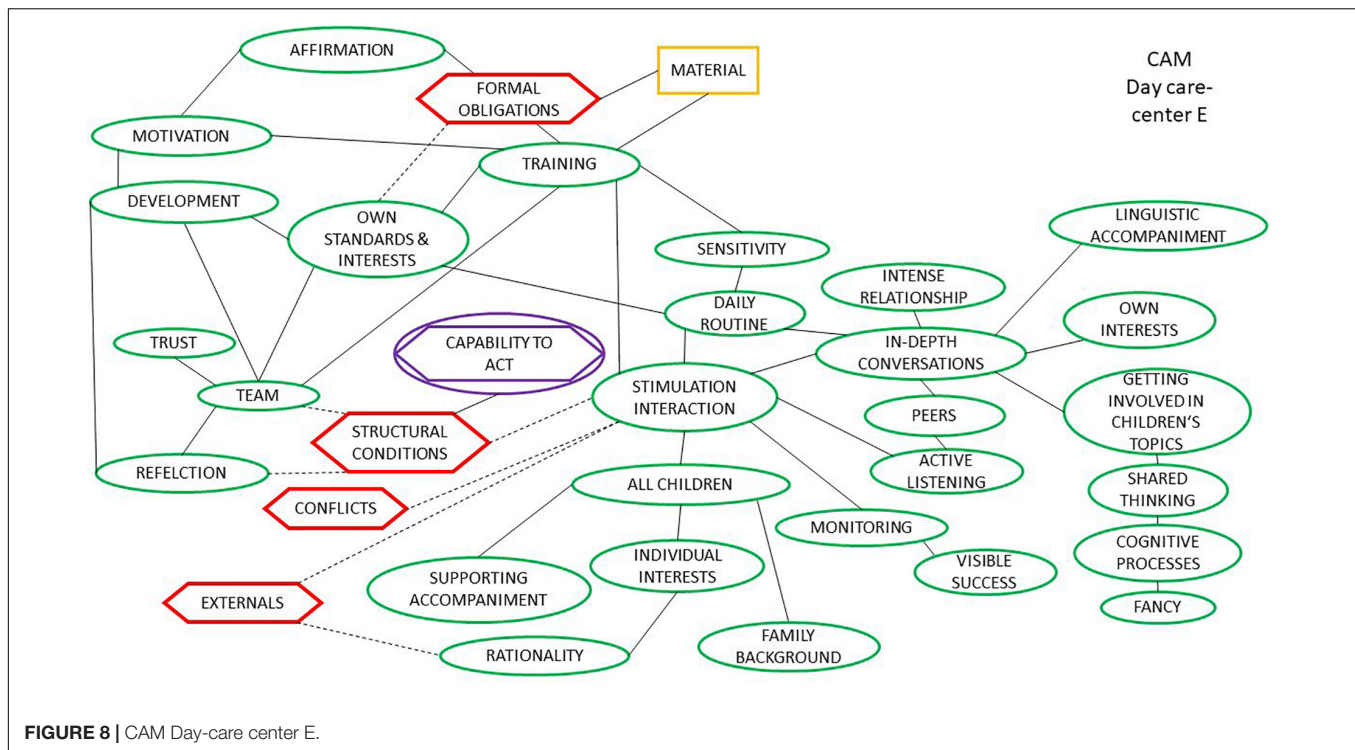 AFFIRMATION
FORMAL
OBLIGATIONS
MATERIAL
CAM
Day care-
center E
MOTIVATION
TRAINING
DEVELOPMENT
OWN
STANDARDS &
INTERESTS
SENSITIVITY
LINGUISTIC
ACCOMPANIMENT
INTENSE
RELATIONSHIP
DAILY
ROUTINE
OWN
INTERESTS
TRUST
CAPABILITY TO
ACT
IN-DEPTH
CONVERSATIONS
TEAM
STIMULATION
INTERACTION
GETTING
INVOLVED IN
CHILDREN'S
TOPICS
PEERS
STRUCTURAL
CONDITIONS
REFELCTION
ACTIVE
LISTENING
ALL CHILDREN
SHARED
THINKING
CONFLICTS
MONITORING
COGNITIVE
PROCESSES
INDIVIDUAL
INTERESTS
VISIBLE
SUCCESS
SUPPORTING
ACCOMPANIMENT
EXTERNALS
FANCY
RATIONALITY
FAMILY
BACKGROUND
FIGURE 8 | CAM Day-care center E.